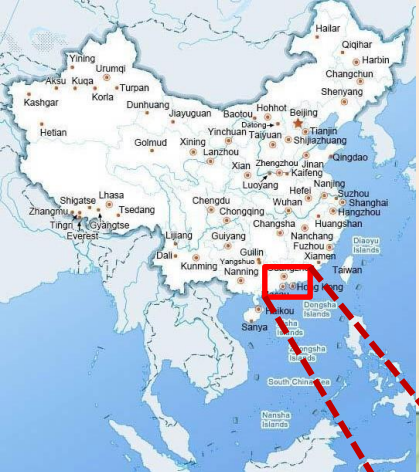 Hailar
Qiqihar
Harbin
Changchun
Shenyang
Yining
Urumqi
Aksu
Kuqa
Turpan
Korla
Kashgar
Hetian
Dunhuang
Jiayuguan
Hohhot
Baotou
Beijing
Datong
Tianjin
Taiyuan
Shijiazhuang
Yinchuan
Golmud
Xining
Lanzhou
Jinan
Qingdao
Zhengzhou
Kaifeng
Xian
Luoyang
Nanjing
Hefei
Suzhou
Shanghai
Wuhan
Hangzhou
Huangshan
Lhasa
Shigatse
Zhangmu
Tsedang
Tingri
Gyangtse
Everest
Chengdu
Chongqing
Changsha
Nanchang
Lijiang
Guiyang
Fuzhou
Diaoyu
Islands
Dali
Guilin
Yangshuo
Xiamen
Taiwan
Kunming
Nanning
Hong Kong
Haikou
Dongsha
Islands
Sanya
Islands
Islands
South China
Nansha
Islands